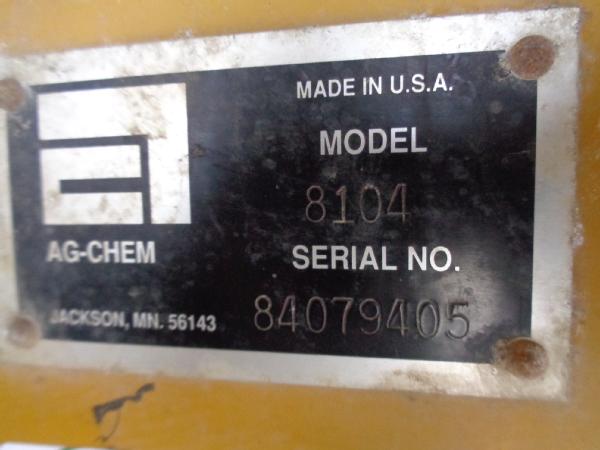 MADE IN U.S.A.
MODEL
8104
AG-CHEM
SERIAL NO.
JACKSON, MN. 56143
84079405